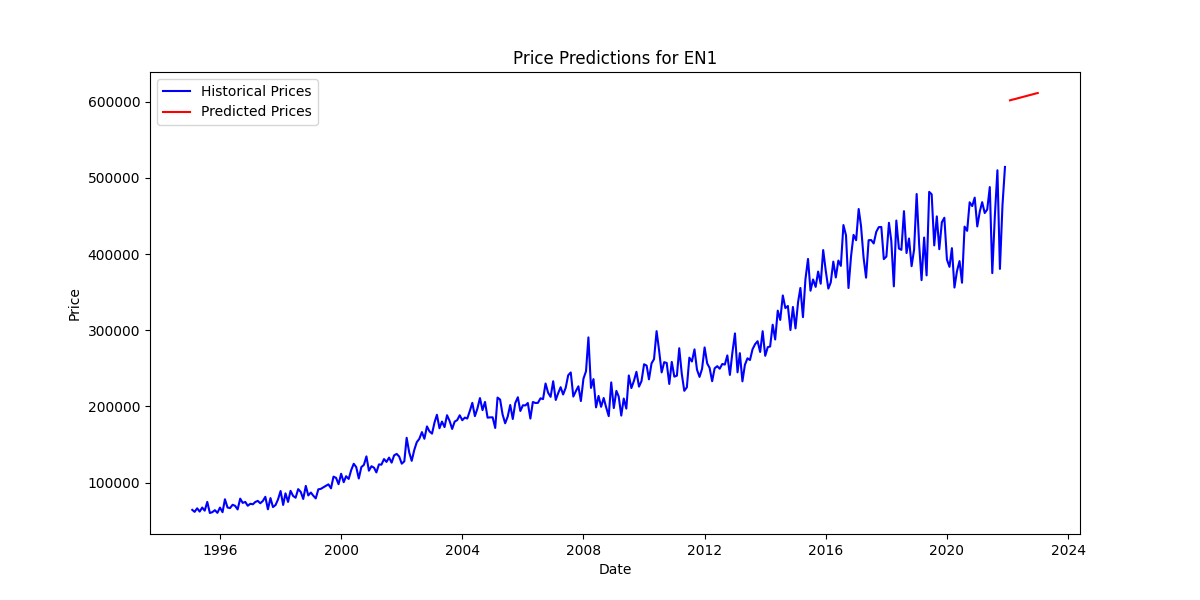 Price Predictions for EN1
Historical Prices
Predicted Prices
600000
500000
400000
300000
200000
100000
Price
1996 2000 2004 2008 2012 2016 2020 2024
Date